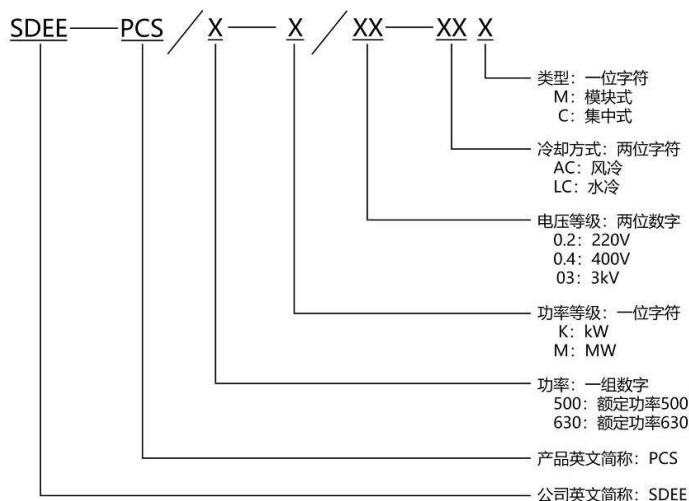 SDEE — PCS / X — X / XX — XX X
类型：一位字符
M：模块式
C：集中式
冷却方式：两位字符
AC：风冷
LC：水冷
电压等级：两位数字
0.2：220V
0.4：400V
03：3kV
功率等级：一位字符
K：kW
M：MW
功率：一组数字
500：额定功率500
630：额定功率630
产品英文简称：PCS
公司英文简称：SDEE